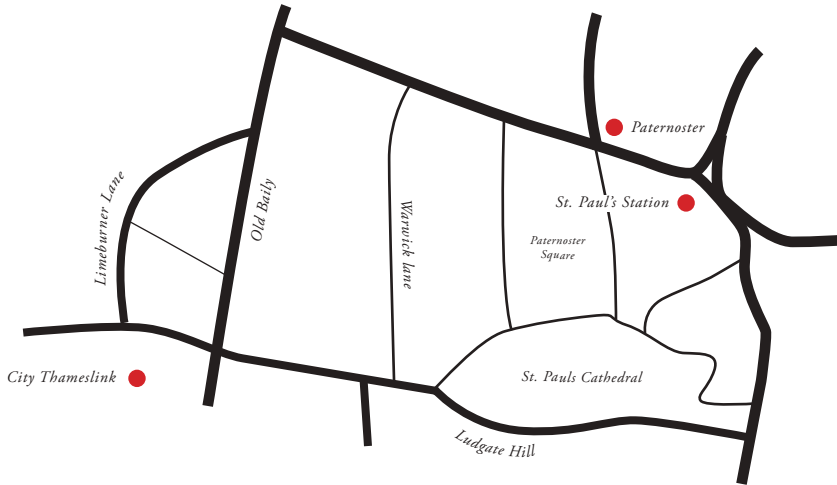 Paternoster
St. Paul's Station
Limeburner Lane
Old Baily
Warwick lane
Paternoster
Square
City Thameslink
St. Pauls Cathedral
Ludgate Hill